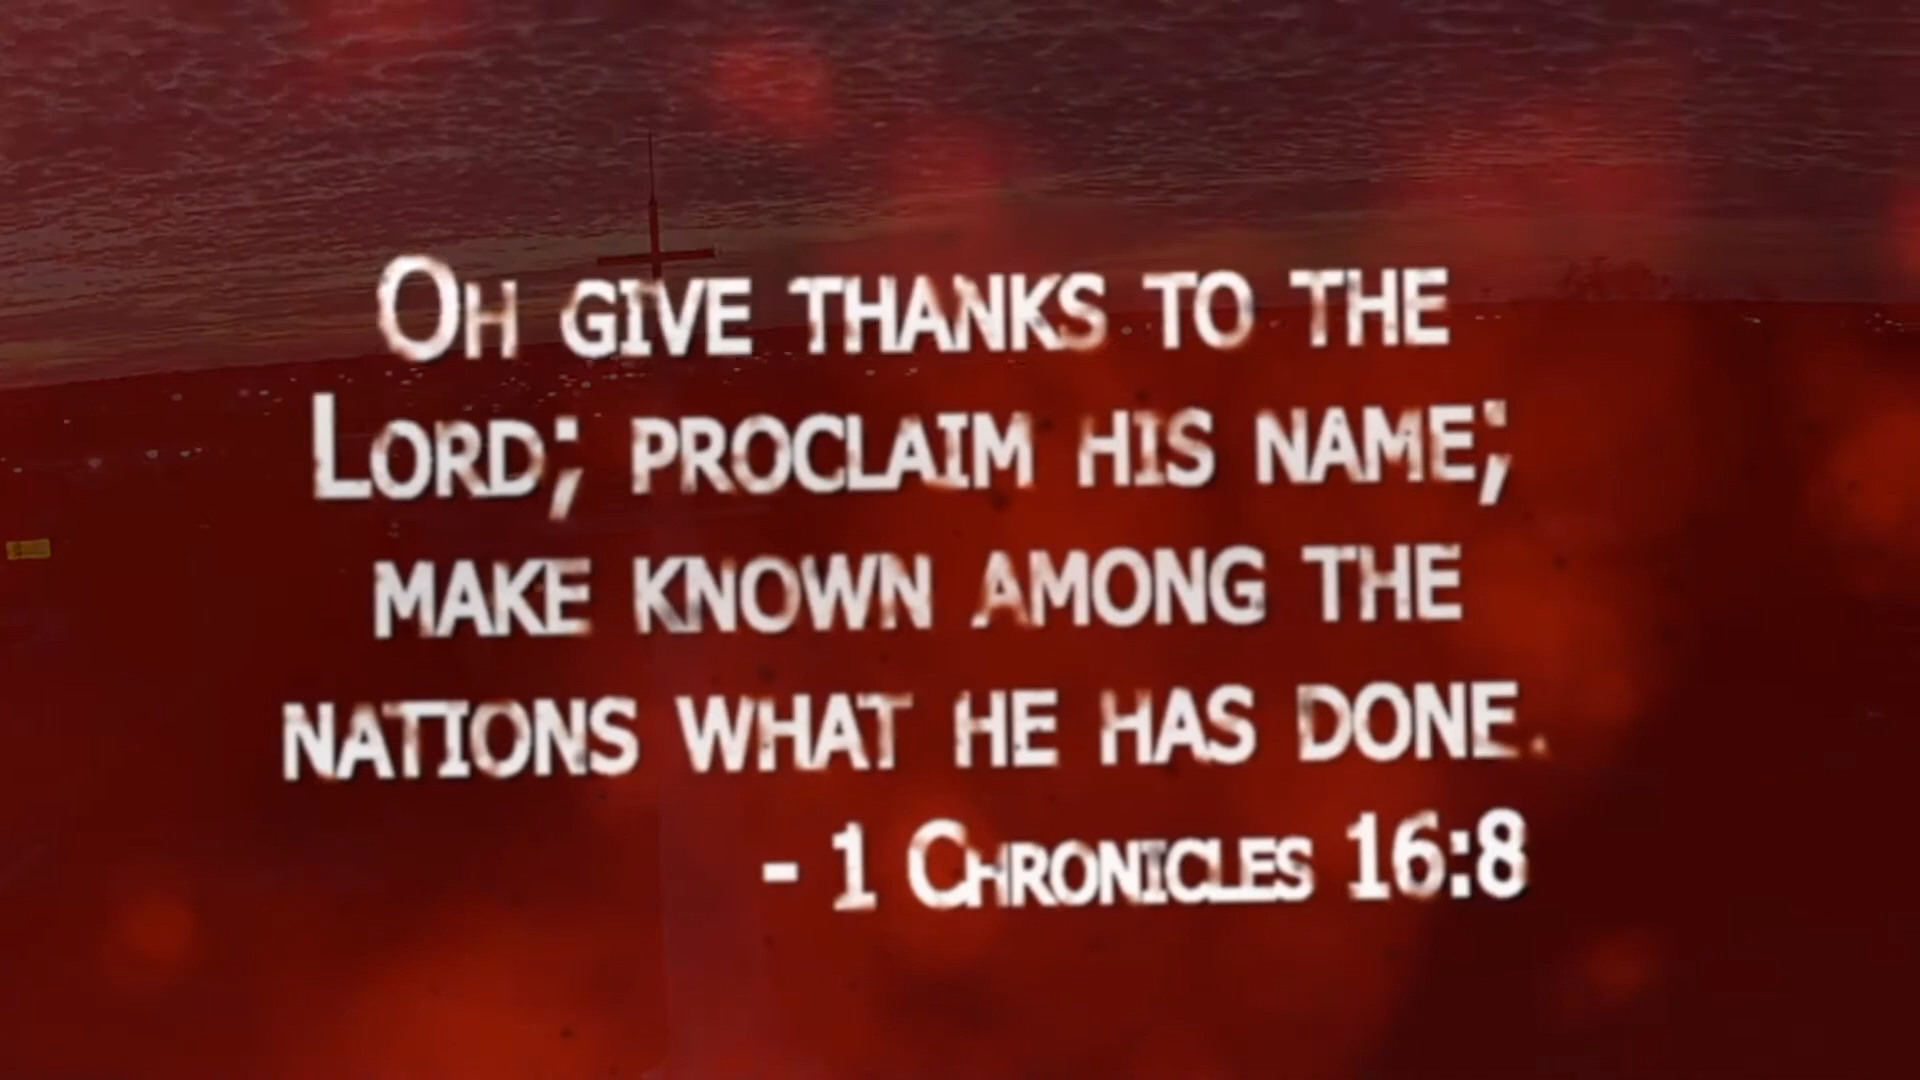 Oh give thanks to the
Lord; proclaim his name;
make known among the
nations what he has done.
- 1 Chronicles 16:8